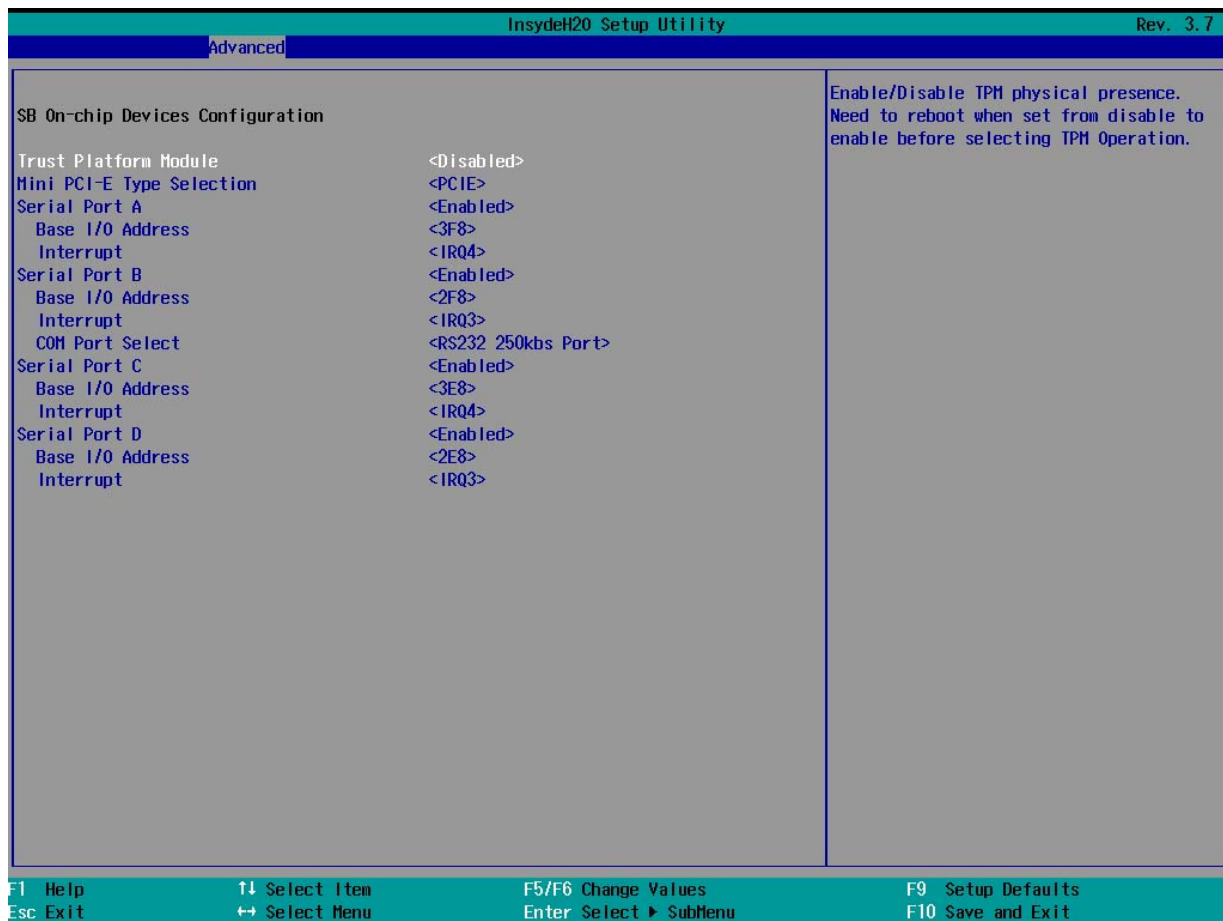 InsydeH20 Setup Utility Rev. 3.7
Advanced
SB On-chip Devices Configuration
Trust Platform Module <Disabled>
Mini PCI-E Type Selection <PCIE>
Serial Port A <Enabled>
Base I/O Address <3F8>
Interrupt <IRQ4>
Serial Port B <Enabled>
Base I/O Address <2F8>
Interrupt <IRQ3>
COM Port Select <RS232 250kbs Port>
Serial Port C <Enabled>
Base I/O Address <3E8>
Interrupt <IRQ4>
Serial Port D <Enabled>
Base I/O Address <2E8>
Interrupt <IRQ3>
Enable/Disable TPM physical presence.
Need to reboot when set from disable to
enable before selecting TPM Operation.
F1 Help ↑↓ Select Item F5/F6 Change Values F9 Setup Defaults
Esc Exit ↔ Select Menu Enter Select ▶ SubMenu F10 Save and Exit